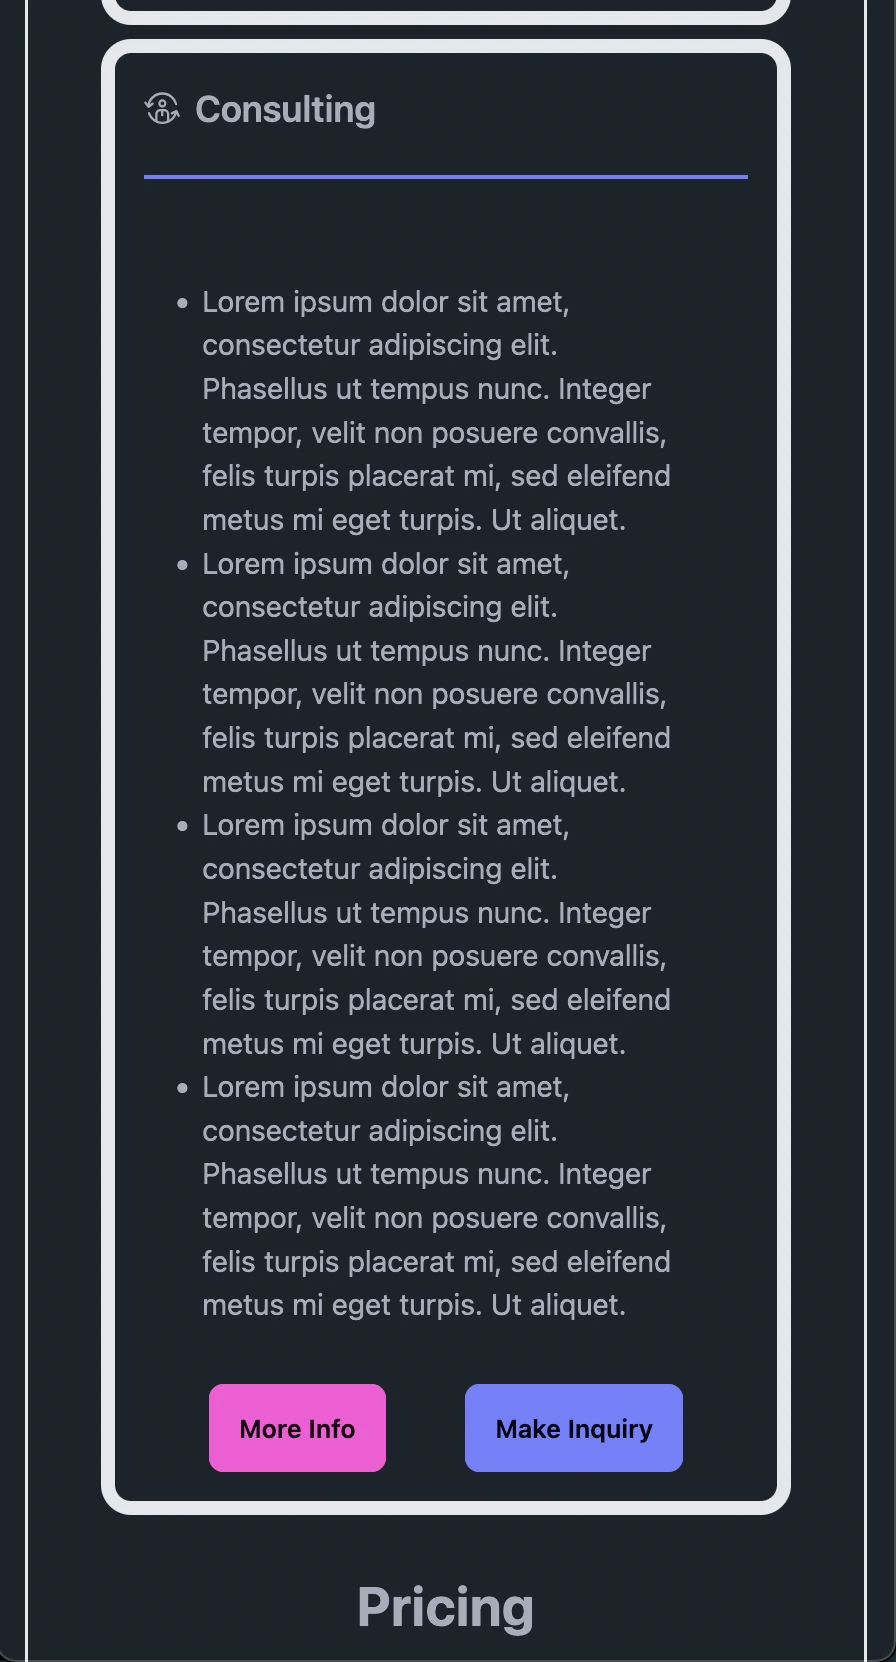 Consulting
• Lorem ipsum dolor sit amet,
consectetur adipiscing elit.
Phasellus ut tempus nunc. Integer
tempor, velit non posuere convallis,
felis turpis placerat mi, sed eleifend
metus mi eget turpis. Ut aliquet.
• Lorem ipsum dolor sit amet,
consectetur adipiscing elit.
Phasellus ut tempus nunc. Integer
tempor, velit non posuere convallis,
felis turpis placerat mi, sed eleifend
metus mi eget turpis. Ut aliquet.
• Lorem ipsum dolor sit amet,
consectetur adipiscing elit.
Phasellus ut tempus nunc. Integer
tempor, velit non posuere convallis,
felis turpis placerat mi, sed eleifend
metus mi eget turpis. Ut aliquet.
• Lorem ipsum dolor sit amet,
consectetur adipiscing elit.
Phasellus ut tempus nunc. Integer
tempor, velit non posuere convallis,
felis turpis placerat mi, sed eleifend
metus mi eget turpis. Ut aliquet.
More Info
Make Inquiry
Pricing